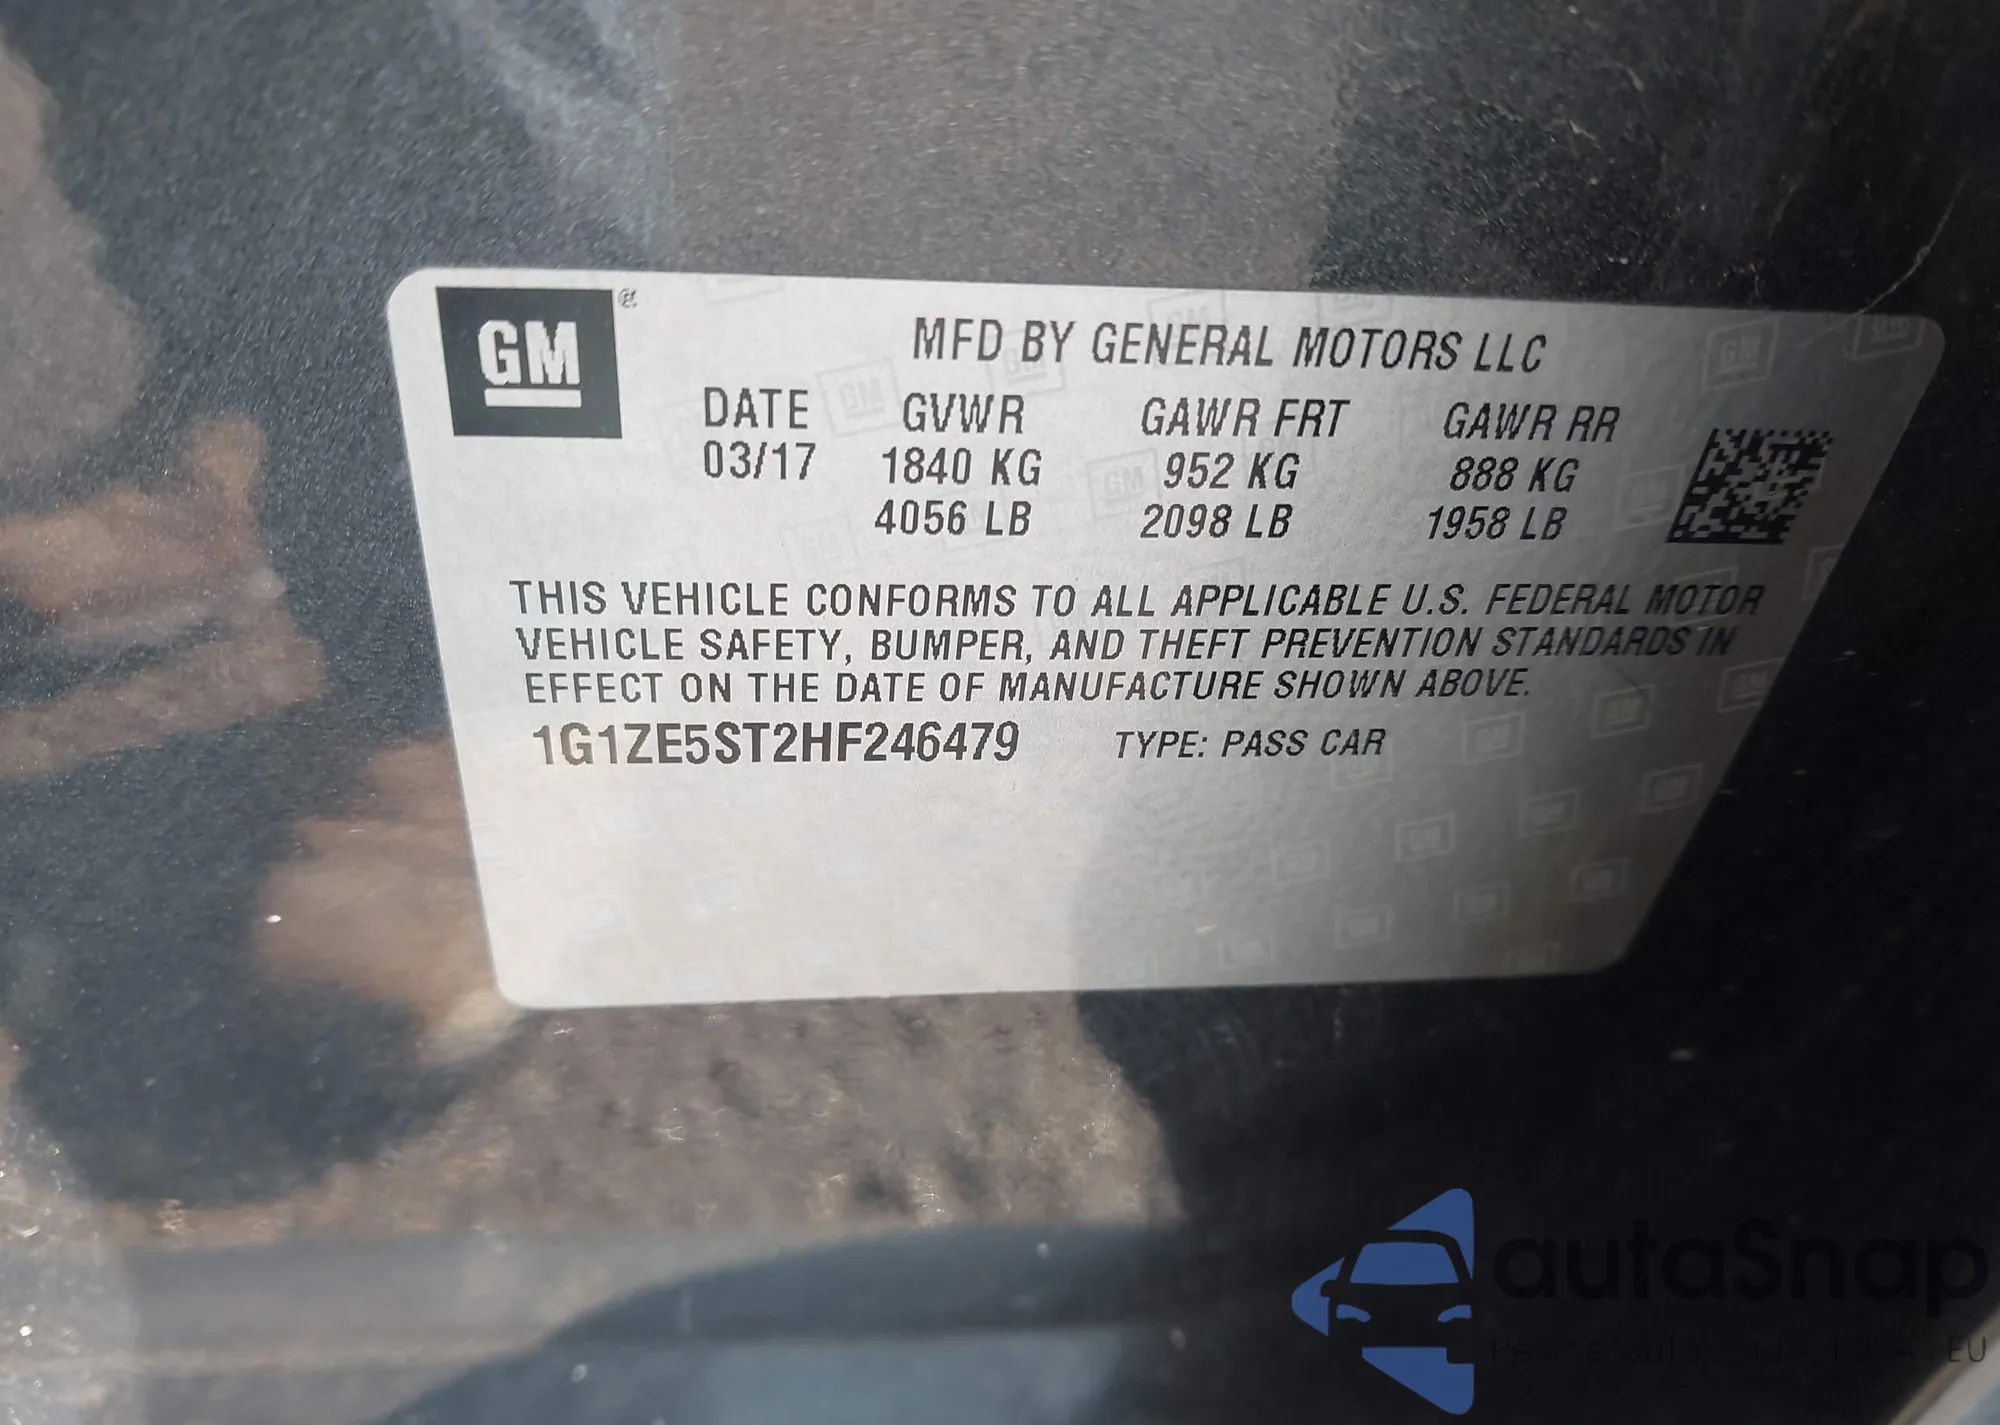 GM®
MFD BY GENERAL MOTORS LLC
DATE GVWR GAWR FRT GAWR RR
03/17 1840 KG 952 KG 888 KG
4056 LB 2098 LB 1958 LB
THIS VEHICLE CONFORMS TO ALL APPLICABLE U.S. FEDERAL MOTOR
VEHICLE SAFETY, BUMPER, AND THEFT PREVENTION STANDARDS IN
EFFECT ON THE DATE OF MANUFACTURE SHOWN ABOVE.
1G1ZE5ST2HF246479 TYPE: PASS CAR
autaSnap
EU